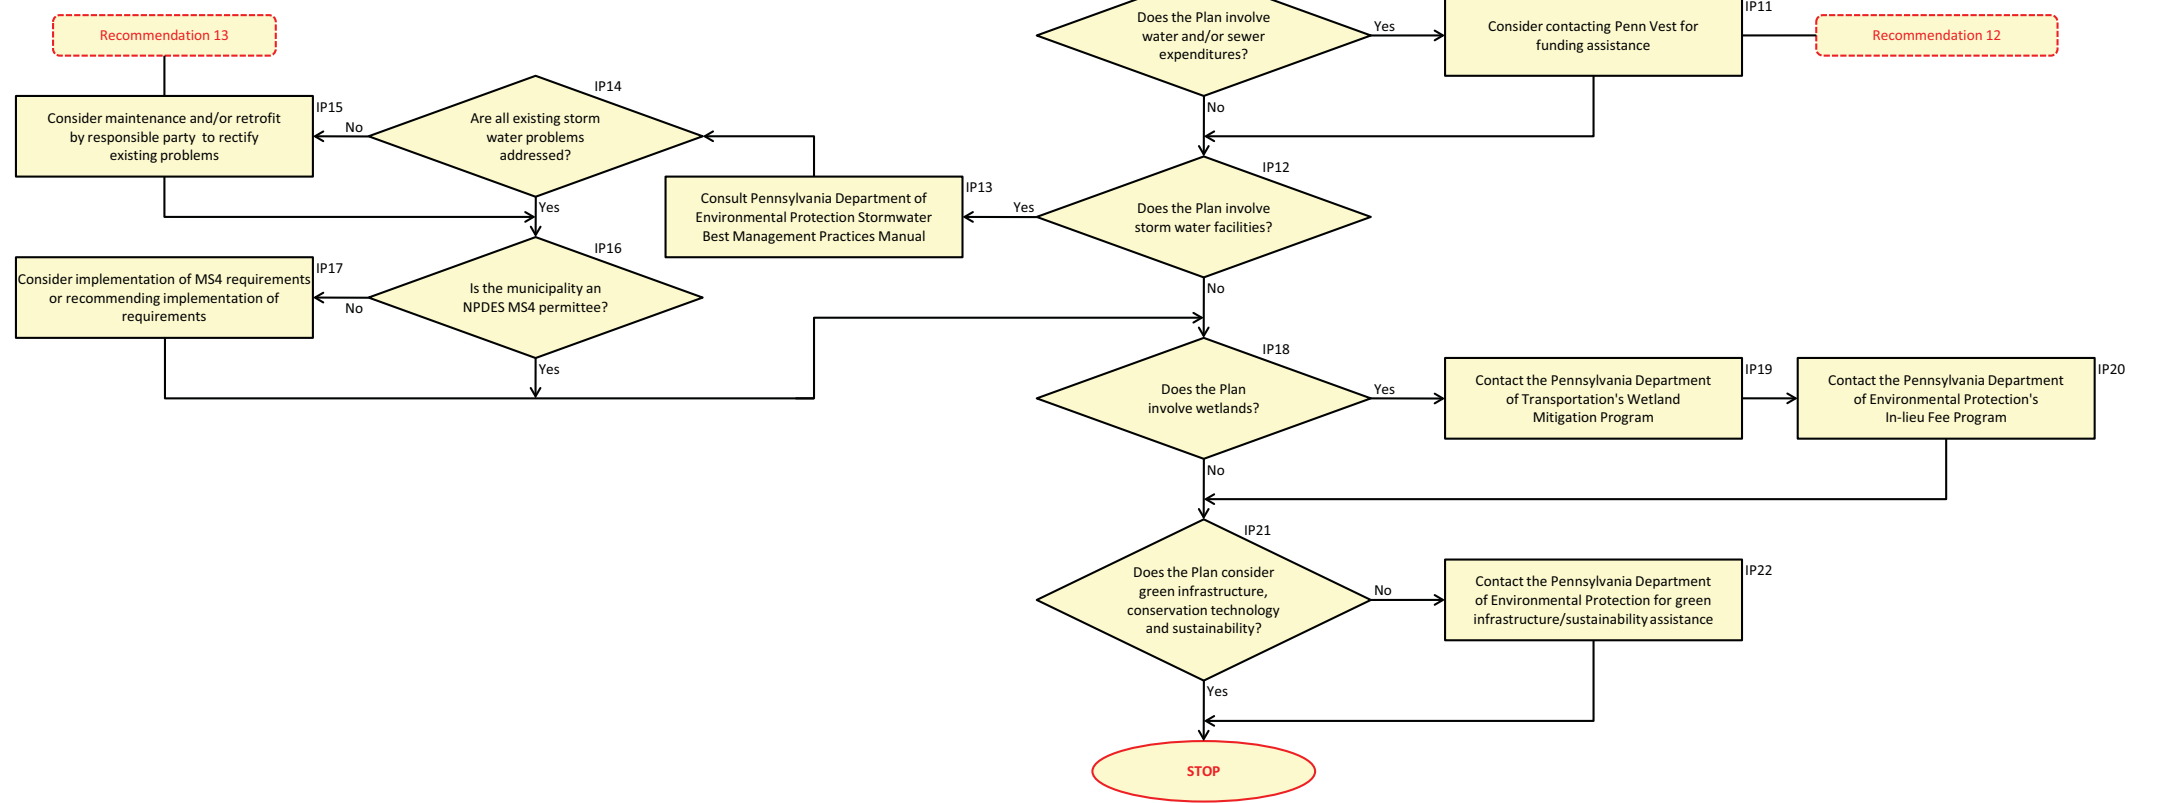 Recommendation 13
Does the Plan involve
water and/or sewer
expenditures?
Yes
Consider contacting Penn Vest for
funding assistance
IP11
Recommendation 12
No
IP15
Consider maintenance and/or retrofit
by responsible party to rectify
existing problems
No
IP14
Are all existing storm
water problems
addressed?
Yes
IP13
Consult Pennsylvania Department of
Environmental Protection Stormwater
Best Management Practices Manual
Yes
IP12
Does the Plan involve
storm water facilities?
No
IP17
Consider implementation of MS4 requirements
or recommending implementation of
requirements
No
IP16
Is the municipality an
NPDES MS4 permittee?
Yes
IP18
Does the Plan
involve wetlands?
Yes
IP19
Contact the Pennsylvania Department
of Transportation's Wetland
Mitigation Program
IP20
Contact the Pennsylvania Department
of Environmental Protection's
In-lieu Fee Program
No
IP21
Does the Plan consider
green infrastructure,
conservation technology
and sustainability?
No
IP22
Contact the Pennsylvania Department
of Environmental Protection for green
infrastructure/sustainability assistance
Yes
STOP